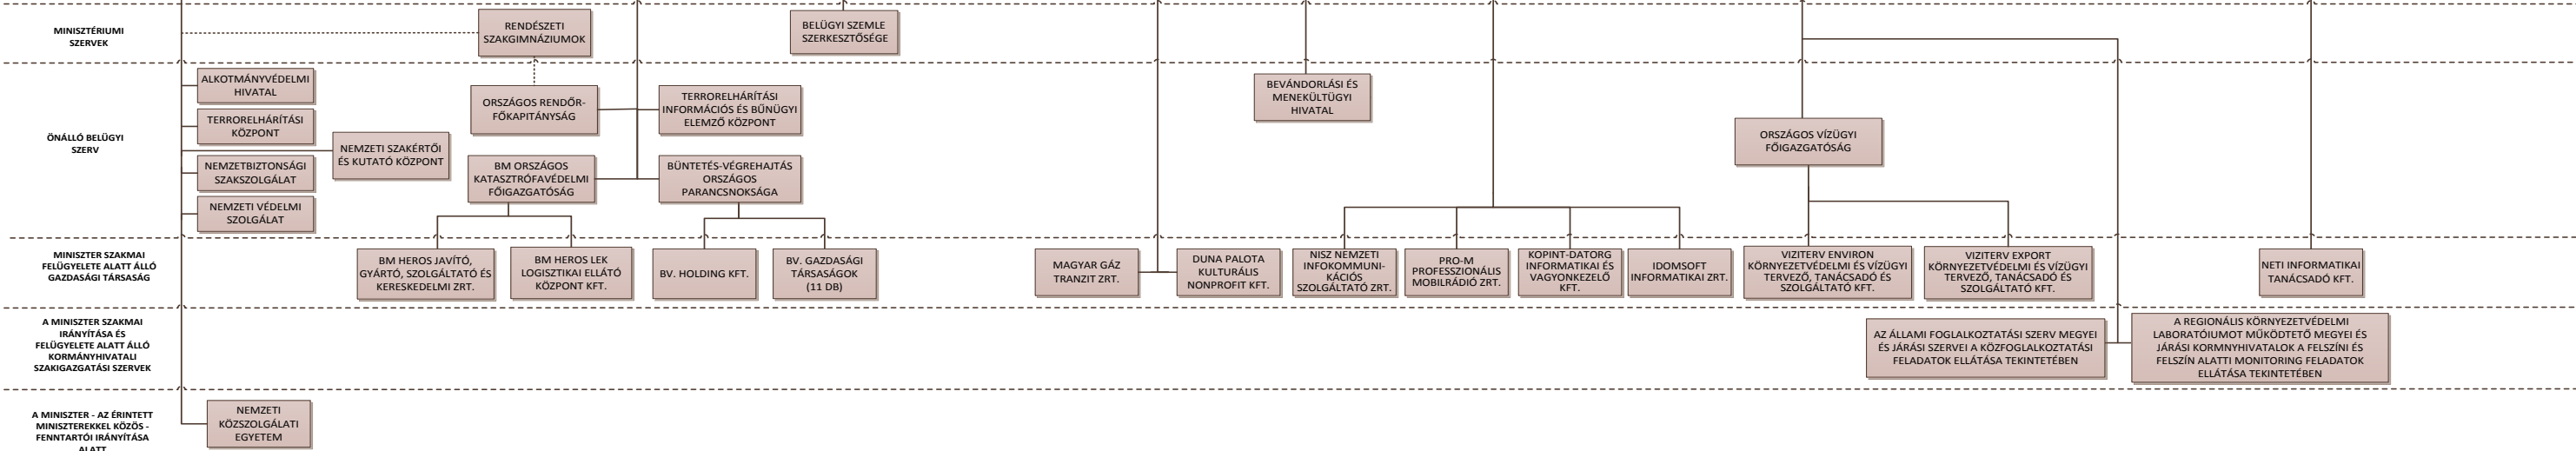 MINISZTÉRIUMI
SZERVEK
RENDÉSZETI
SZAKGIMNÁZIUMOK
BELÜGYI SZEMLE
SZERKESZTŐSÉGE
ÖNÁLLÓ BELÜGYI
SZERV
ALKOTMÁNYVÉDELMI
HIVATAL
TERRORELHÁRÍTÁSI
KÖZPONT
NEMZETBIZTONSÁGI
SZAKSZOLGÁLAT
NEMZETI VÉDELMI
SZOLGÁLAT
NEMZETI SZAKÉRTŐI
ÉS KUTATÓ KÖZPONT
ORSZÁGOS RENDŐR-
FŐKAPITÁNYSÁG
TERRORELHÁRÍTÁSI
INFORMÁCIÓS ÉS BŰNÜGYI
ELEMZŐ KÖZPONT
BM ORSZÁGOS
KATASZTRÓFAVÉDELMI
FŐIGAZGATÓSÁG
BÜNTETÉS-VÉGREHAJTÁS
ORSZÁGOS
PARANCSNOKSÁGA
BEVÁNDORLÁSI ÉS
MENEKÜLTÜGYI
HIVATAL
ORSZÁGOS VÍZÜGYI
FŐIGAZGATÓSÁG
MINISZTER SZAKMAI
FELÜGYELETE ALATT ÁLLÓ
GAZDASÁGI TÁRSASÁG
BM HEROS JAVÍTÓ,
GYÁRTÓ, SZOLGÁLTATÓ ÉS
KERESKEDELMI ZRT.
BM HEROS LEK
LOGISZTIKAI ELLÁTÓ
KÖZPONT KFT.
BV. HOLDING KFT.
BV. GAZDASÁGI
TÁRSASÁGOK
(11 DB)
MAGYAR GÁZ
TRANZIT ZRT.
DUNA PALOTA
KULTURÁLIS
NONPROFIT KFT.
NISZ NEMZETI
INFOKOMMUNI-
KÁCIÓS
SZOLGÁLTATÓ ZRT.
PRO-M
PROFESSZIONÁLIS
MOBILRÁDIÓ ZRT.
KOPINT-DATORG
INFORMATIKAI ÉS
VAGYONKEZELŐ
KFT.
IDOMSOFT
INFORMATIKAI ZRT.
VIZITERV ENVIRON
KÖRNYEZETVÉDELMI ÉS VÍZÜGYI
TERVEZŐ, TANÁCSADÓ ÉS
SZOLGÁLTATÓ KFT.
VIZITERV EXPORT
KÖRNYEZETVÉDELMI ÉS VÍZÜGYI
TERVEZŐ, TANÁCSADÓ ÉS
SZOLGÁLTATÓ KFT.
NETI INFORMATIKAI
TANÁCSADÓ KFT.
A MINISZTER SZAKMAI
IRÁNYÍTÁSA ÉS
FELÜGYELETE ALATT ÁLLÓ
KORMÁNYHIVATALI
SZAKIGAZGATÁSI SZERVEK
AZ ÁLLAMI FOGLALKOZTATÁSI SZERV MEGYEI
ÉS JÁRÁSI SZERVEI A KÖZFOGLALKOZTATÁSI
FELADATOK ELLÁTÁSA TEKINTETÉBEN
A REGIONÁLIS KÖRNYEZETVÉDELMI
LABORATÓIUMOT MŰKÖDTETŐ MEGYEI ÉS
JÁRÁSI KORMNYHIVATALOK A FELSZÍNI ÉS
FELSZÍN ALATTI MONITORING FELADATOK
ELLÁTÁSA TEKINTETÉBEN
A MINISZTER - AZ ÉRINTETT
MINISZTEREKKEL KÖZÖS -
FENNTARTÓI IRÁNYÍTÁSA
ALATT
NEMZETI
KÖZSZOLGÁLATI
EGYETEM